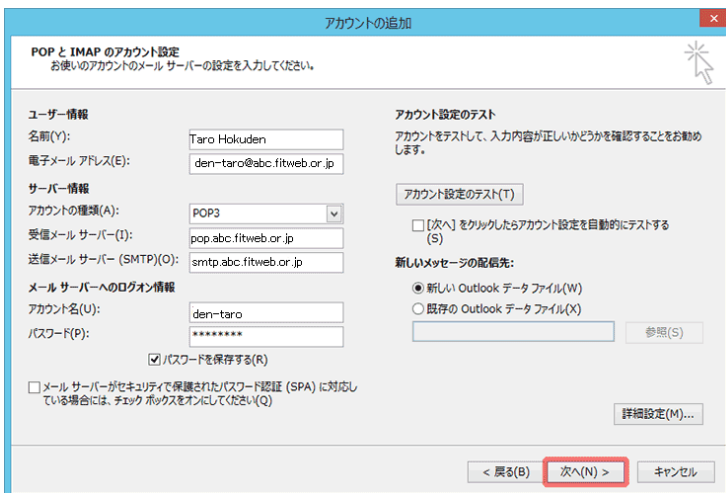 アカウントの追加
×
POP と IMAP のアカウント設定
お使いのアカウントのメール サーバーの設定を入力してください。
ユーザー情報
名前(Y):
Taro Hokuden
電子メール アドレス(E):
den-taro@abc.fitweb.or.jp
サーバー情報
アカウントの種類(A):
POP3
受信メール サーバー(I):
pop.abc.fitweb.or.jp
送信メール サーバー (SMTP)(O):
smtp.abc.fitweb.or.jp
メール サーバーへのログオン情報
アカウント名(U):
den-taro
パスワード(P):
********
パスワードを保存する(R)
メール サーバーがセキュリティで保護されたパスワード認証 (SPA) に対応し
ている場合には、チェック ボックスをオンにしてください(Q)
アカウント設定のテスト
アカウントをテストして、入力内容が正しいかどうかを確認することをお勧め
します。
アカウント設定のテスト(T)
[次へ] をクリックしたらアカウント設定を自動的にテストする
(S)
新しいメッセージの配信先:
新しい Outlook データ ファイル(W)
既存の Outlook データ ファイル(X)
参照(S)
詳細設定(M)...
< 戻る(B)
次へ(N) >
キャンセル